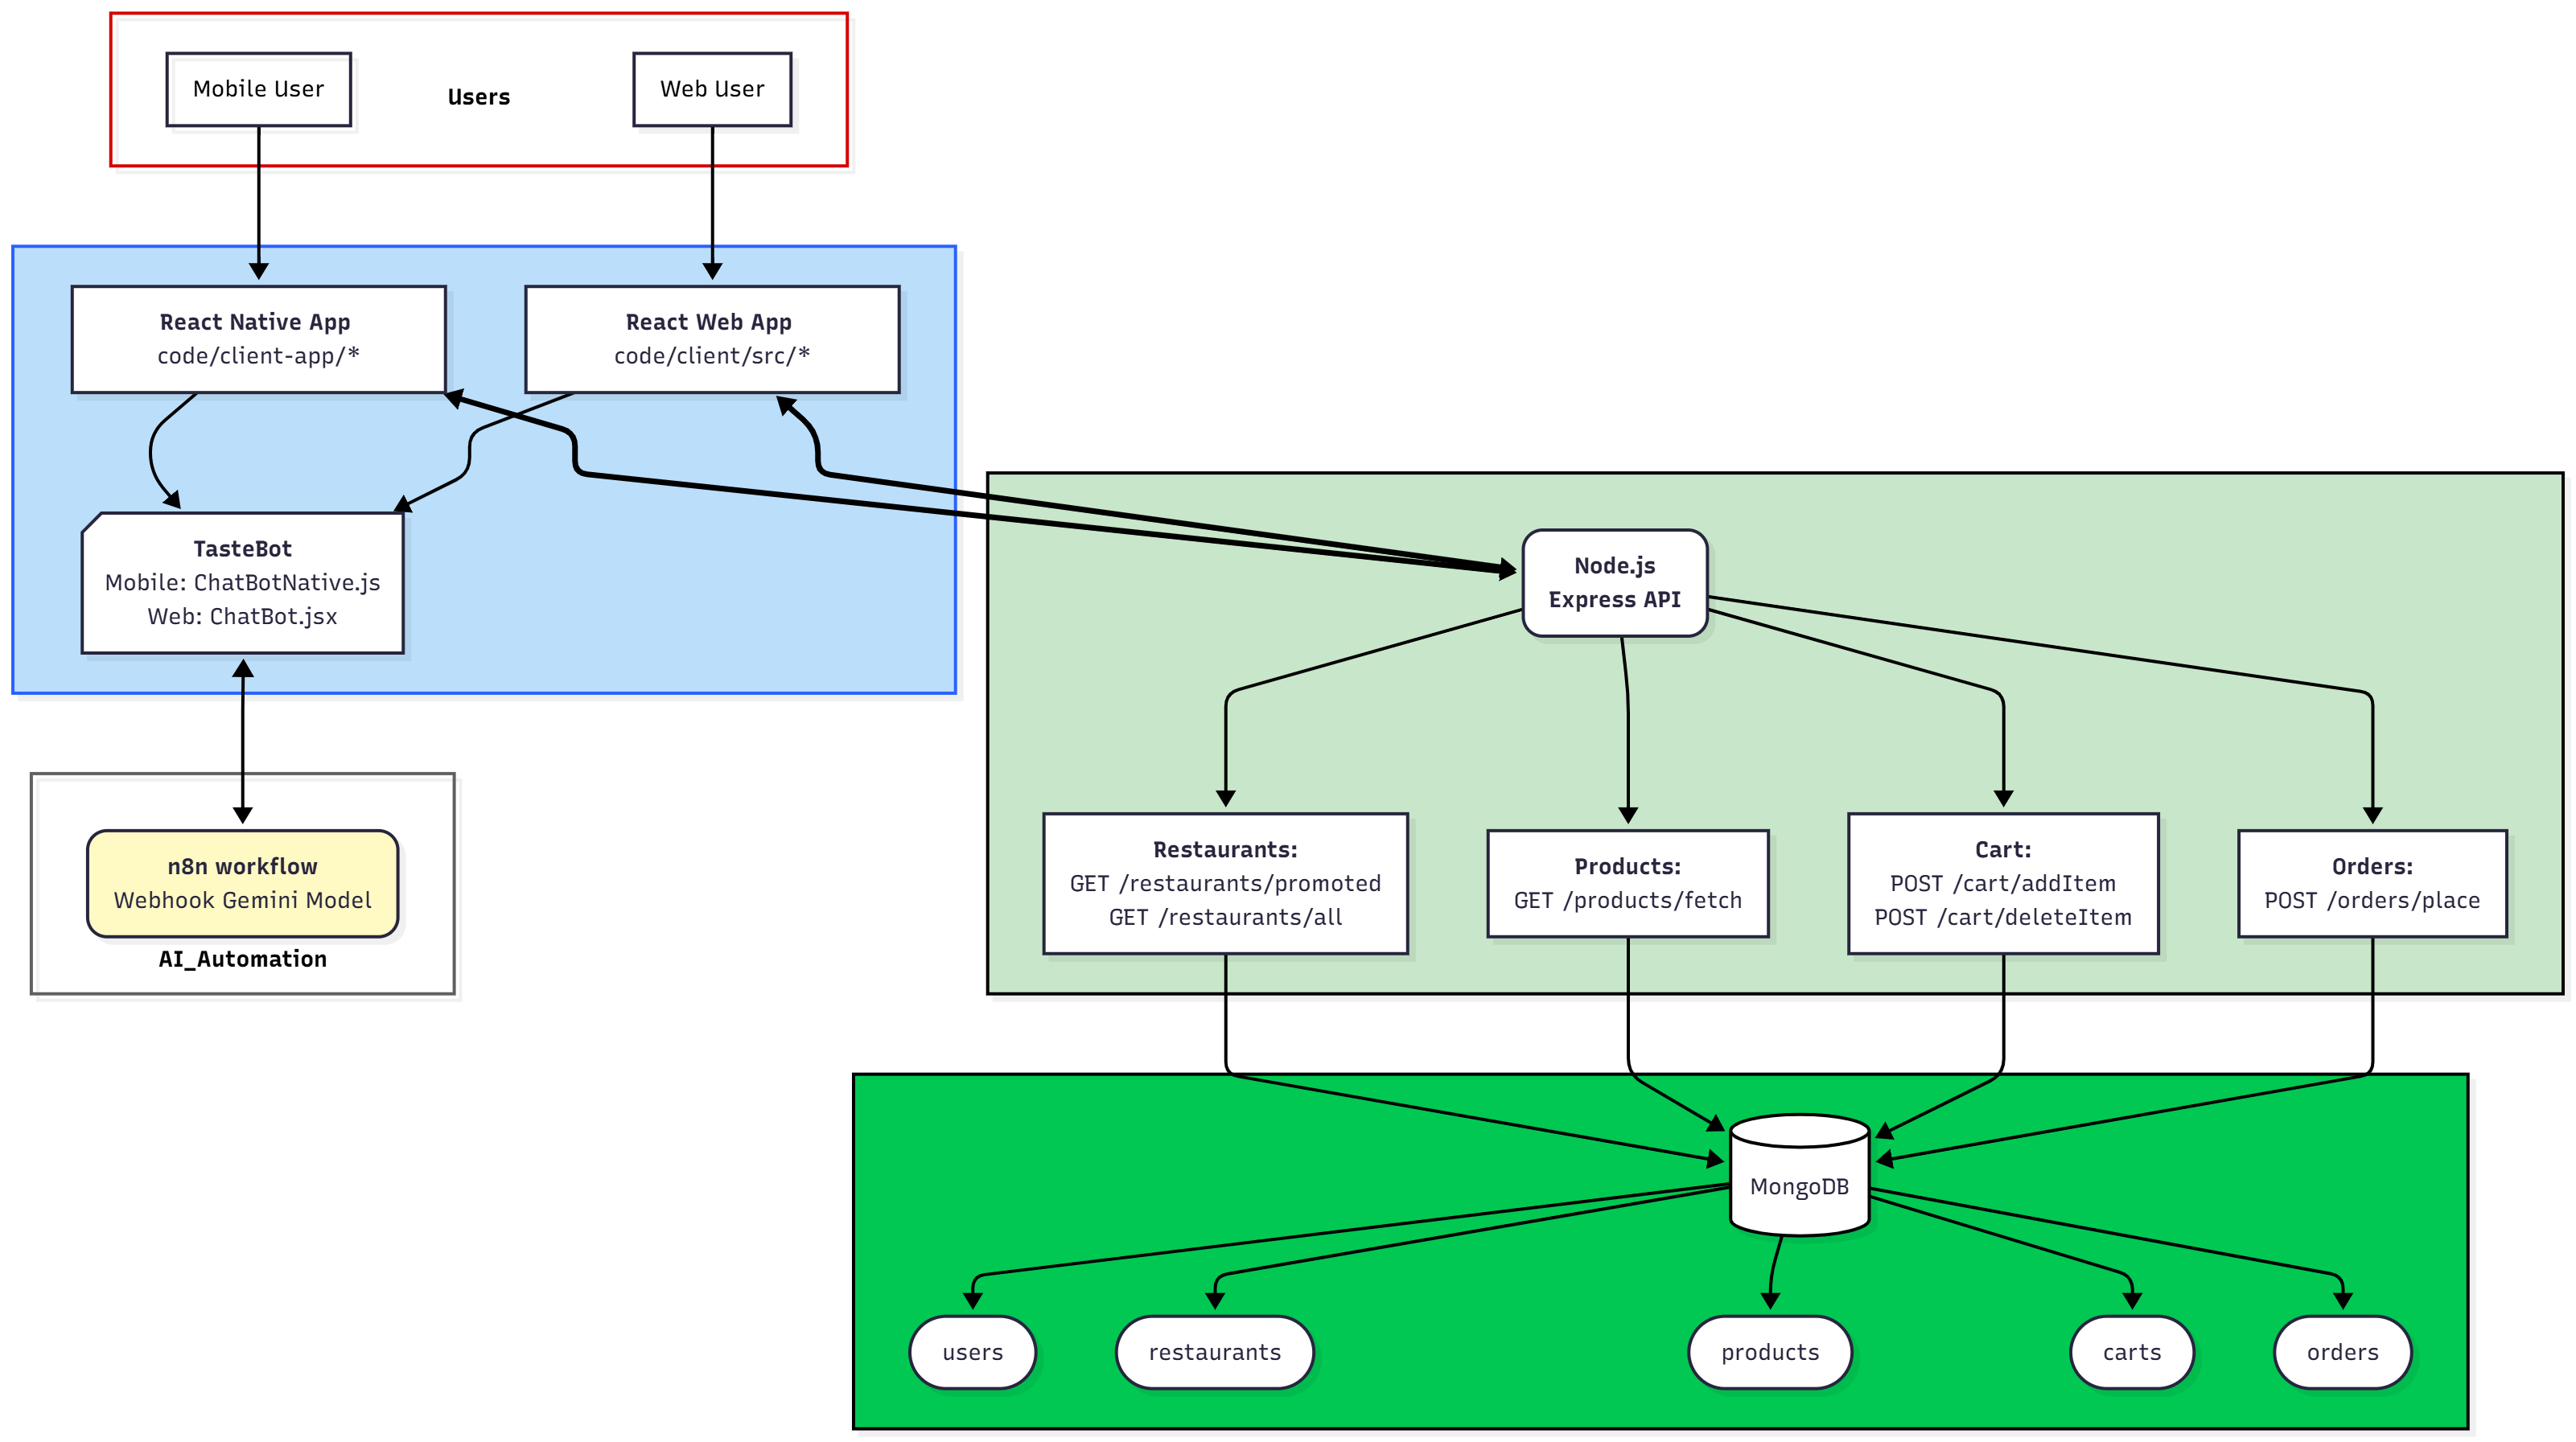 Mobile User
Users
Web User
React Native App
code/client-app/*
React Web App
code/client/src/*
TasteBot
Mobile: ChatBotNative.js
Web: ChatBot.jsx
n8n workflow
Webhook Gemini Model
AI_Automation
Node.js
Express API
Restaurants:
GET /restaurants/promoted
GET /restaurants/all
Products:
GET /products/fetch
Cart:
POST /cart/addItem
POST /cart/deleteItem
Orders:
POST /orders/place
MongoDB
users
restaurants
products
carts
orders